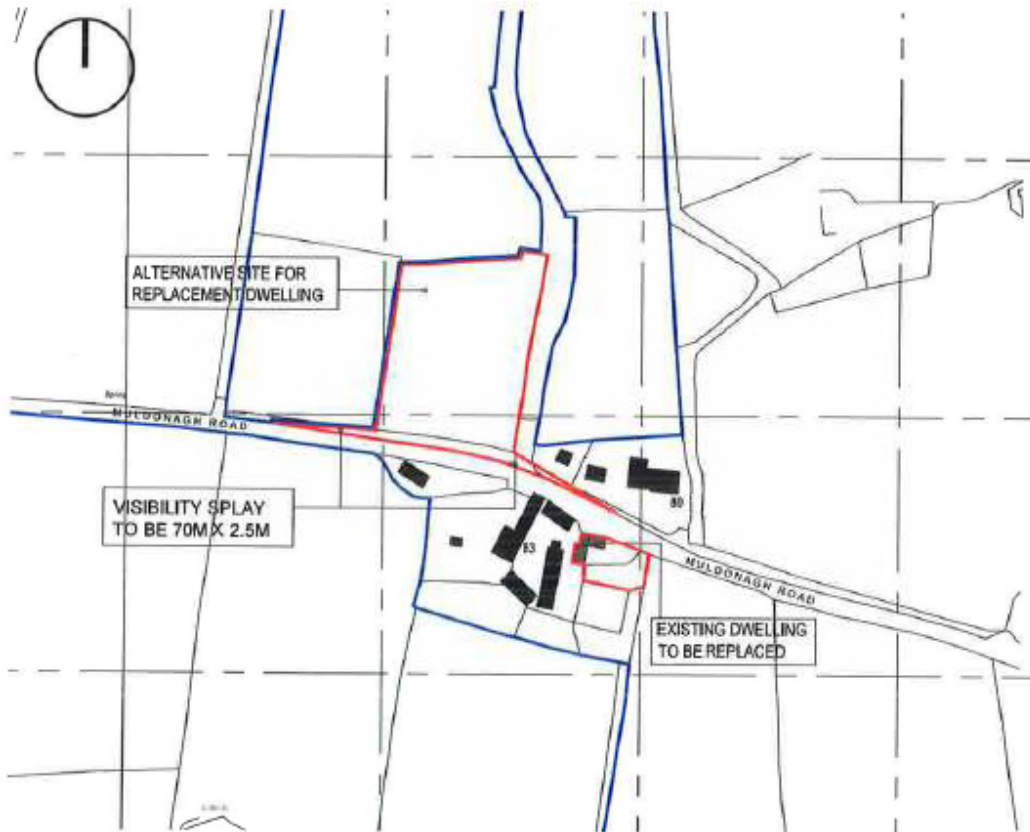 ALTERNATIVE SITE FOR
REPLACEMENT DWELLING
MULDONAGH ROAD
VISIBILITY SPLAY
TO BE 70M X 2.5M
80
83
MULDONAGH ROAD
EXISTING DWELLING
TO BE REPLACED